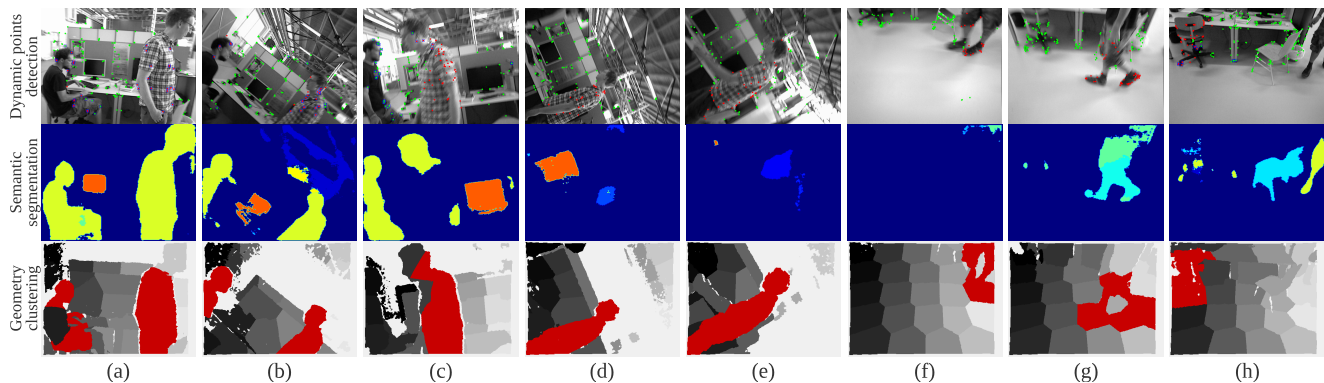 Dynamic points
detection
Semantic
segmentation
Geometry
clustering
(a) (b) (c) (d) (e) (f) (g) (h)